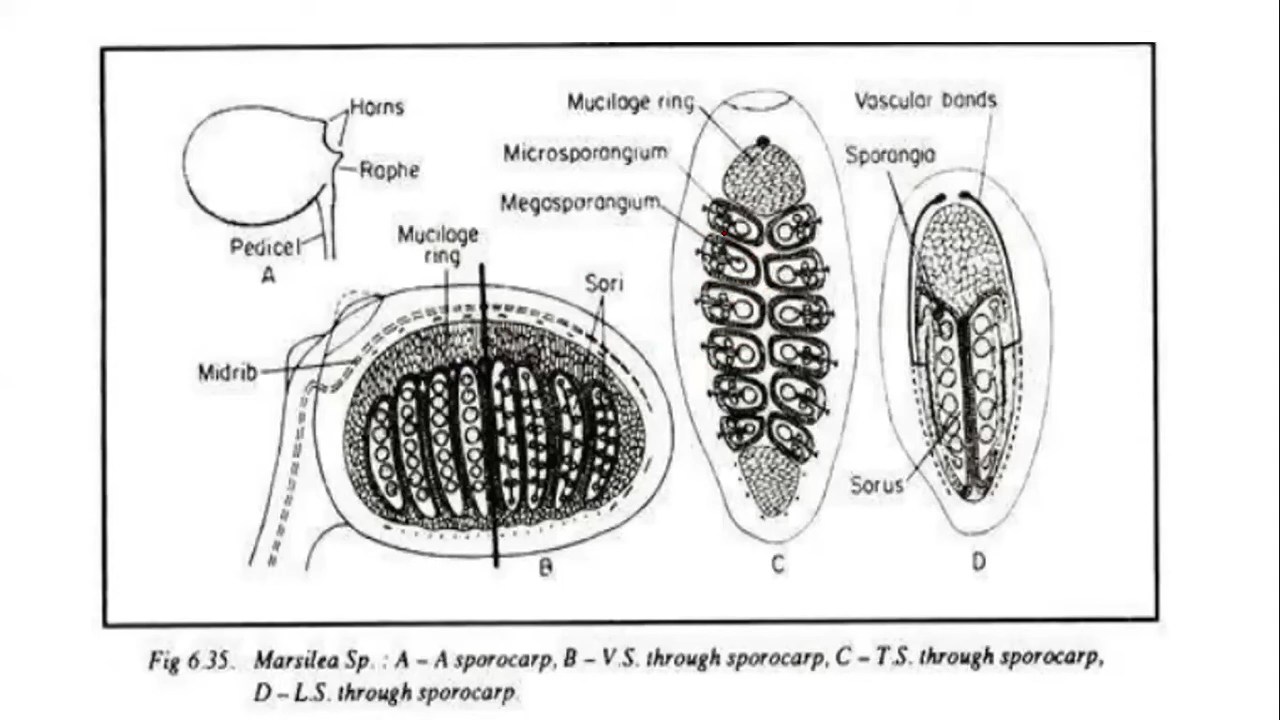 Horns
Raphe
Pedicel
A
Mucilage
ring
Sori
Midrib
B
Mucilage ring
Microsporangium
Megasporangium
C
Vascular bands
Sporangia
Sorus
D
Fig 6.35. Marsilea Sp. : A – A sporocarp, B – V.S. through sporocarp, C – T.S. through sporocarp,
D – L.S. through sporocarp.